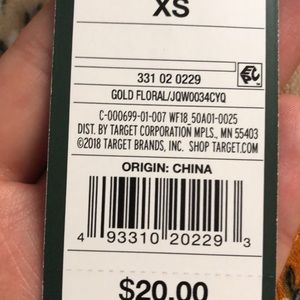 XS
331 02 0229
GOLD FLORAL/JQW0034CYQ
C-000699-01-007 WF18_50A01-0025
DIST. BY TARGET CORPORATION MPLS., MN 55403
©2018 TARGET BRANDS, INC. SHOP TARGET.COM
ORIGIN: CHINA
4 93310 20229 3
$20.00